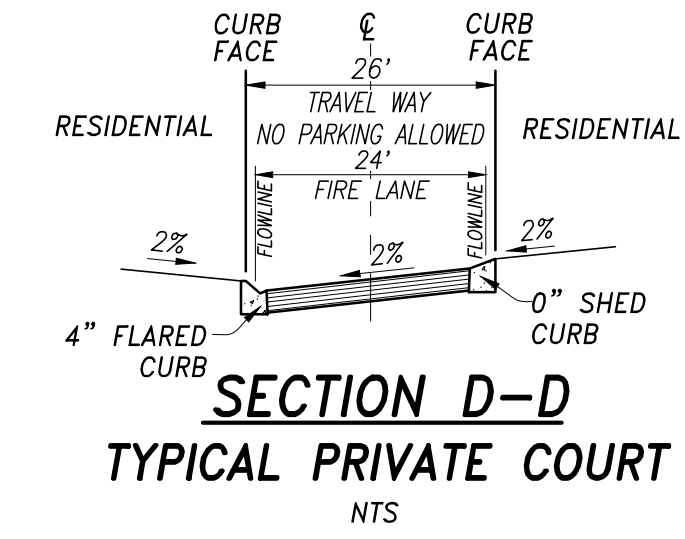 CURB
FACE
℄
CURB
FACE
26'
RESIDENTIAL
TRAVEL WAY
NO PARKING ALLOWED
RESIDENTIAL
24'
FIRE LANE
FLOWLINE
FLOWLINE
2%
2%
2%
4" FLARED
CURB
0" SHED
CURB
SECTION D-D
TYPICAL PRIVATE COURT
NTS